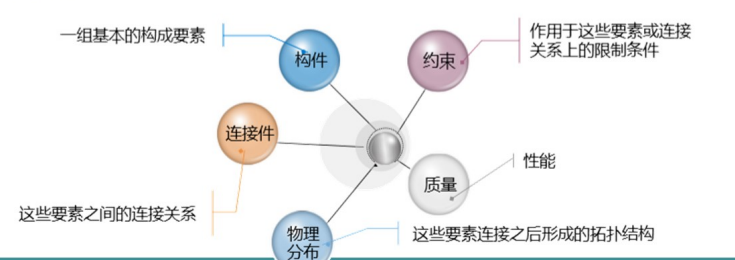 一组基本的构成要素
构件
约束
作用于这些要素或连接
关系上的限制条件
连接件
质量
性能
这些要素之间的连接关系
物理
分布
这些要素连接之后形成的拓扑结构